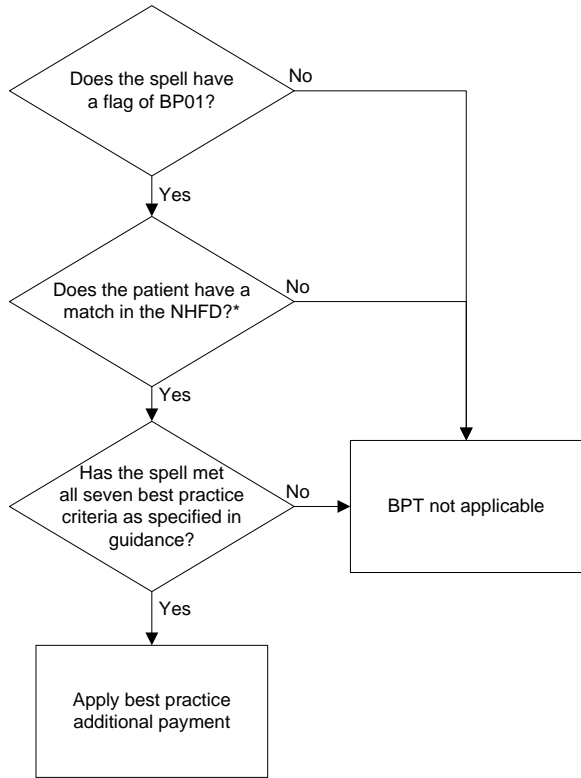 Does the spell have
a flag of BP01?
No
Yes
Does the patient have a
match in the NHFD?*
No
Yes
Has the spell met
all seven best practice
criteria as specified in
guidance?
No
BPT not applicable
Yes
Apply best practice
additional payment